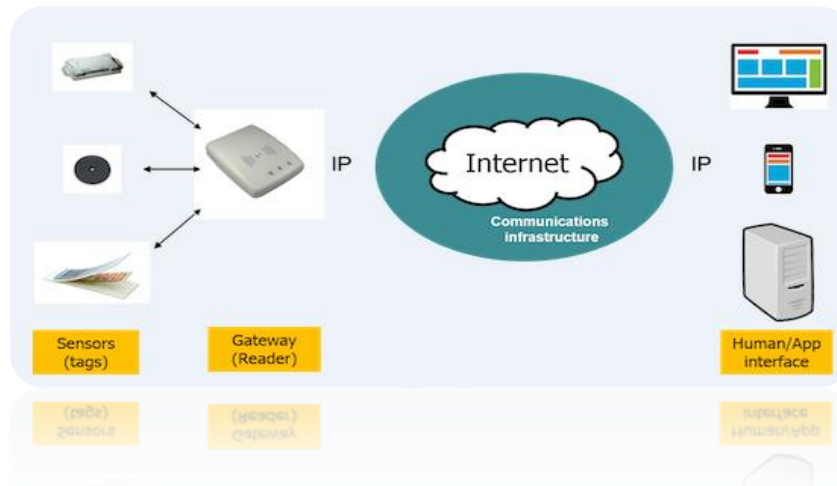 IP
Internet
Communications
infrastructure
IP
Sensors
(tags)
Gateway
(Reader)
Human/App
interface